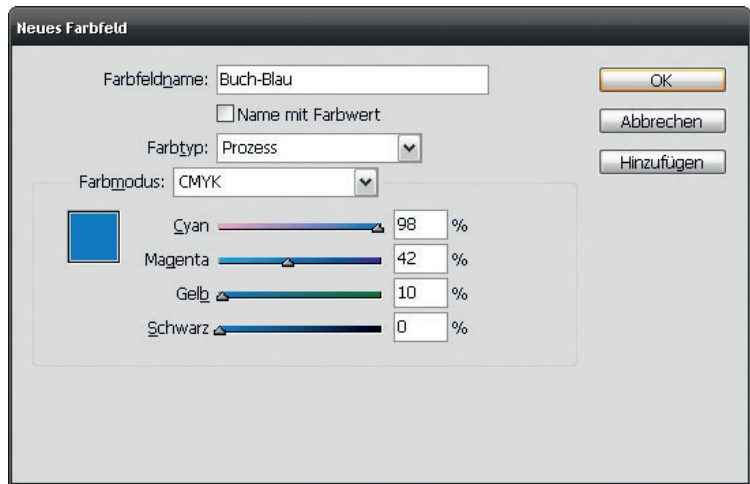 Neues Farbfeld
Farbfeldname: Buch-Blau
OK
Name mit Farbwert
Abbrechen
Farbtyp: Prozess
Hinzufügen
Farbmodus: CMYK
Cyan 98 %
Magenta 42 %
Gelb 10 %
Schwarz 0 %